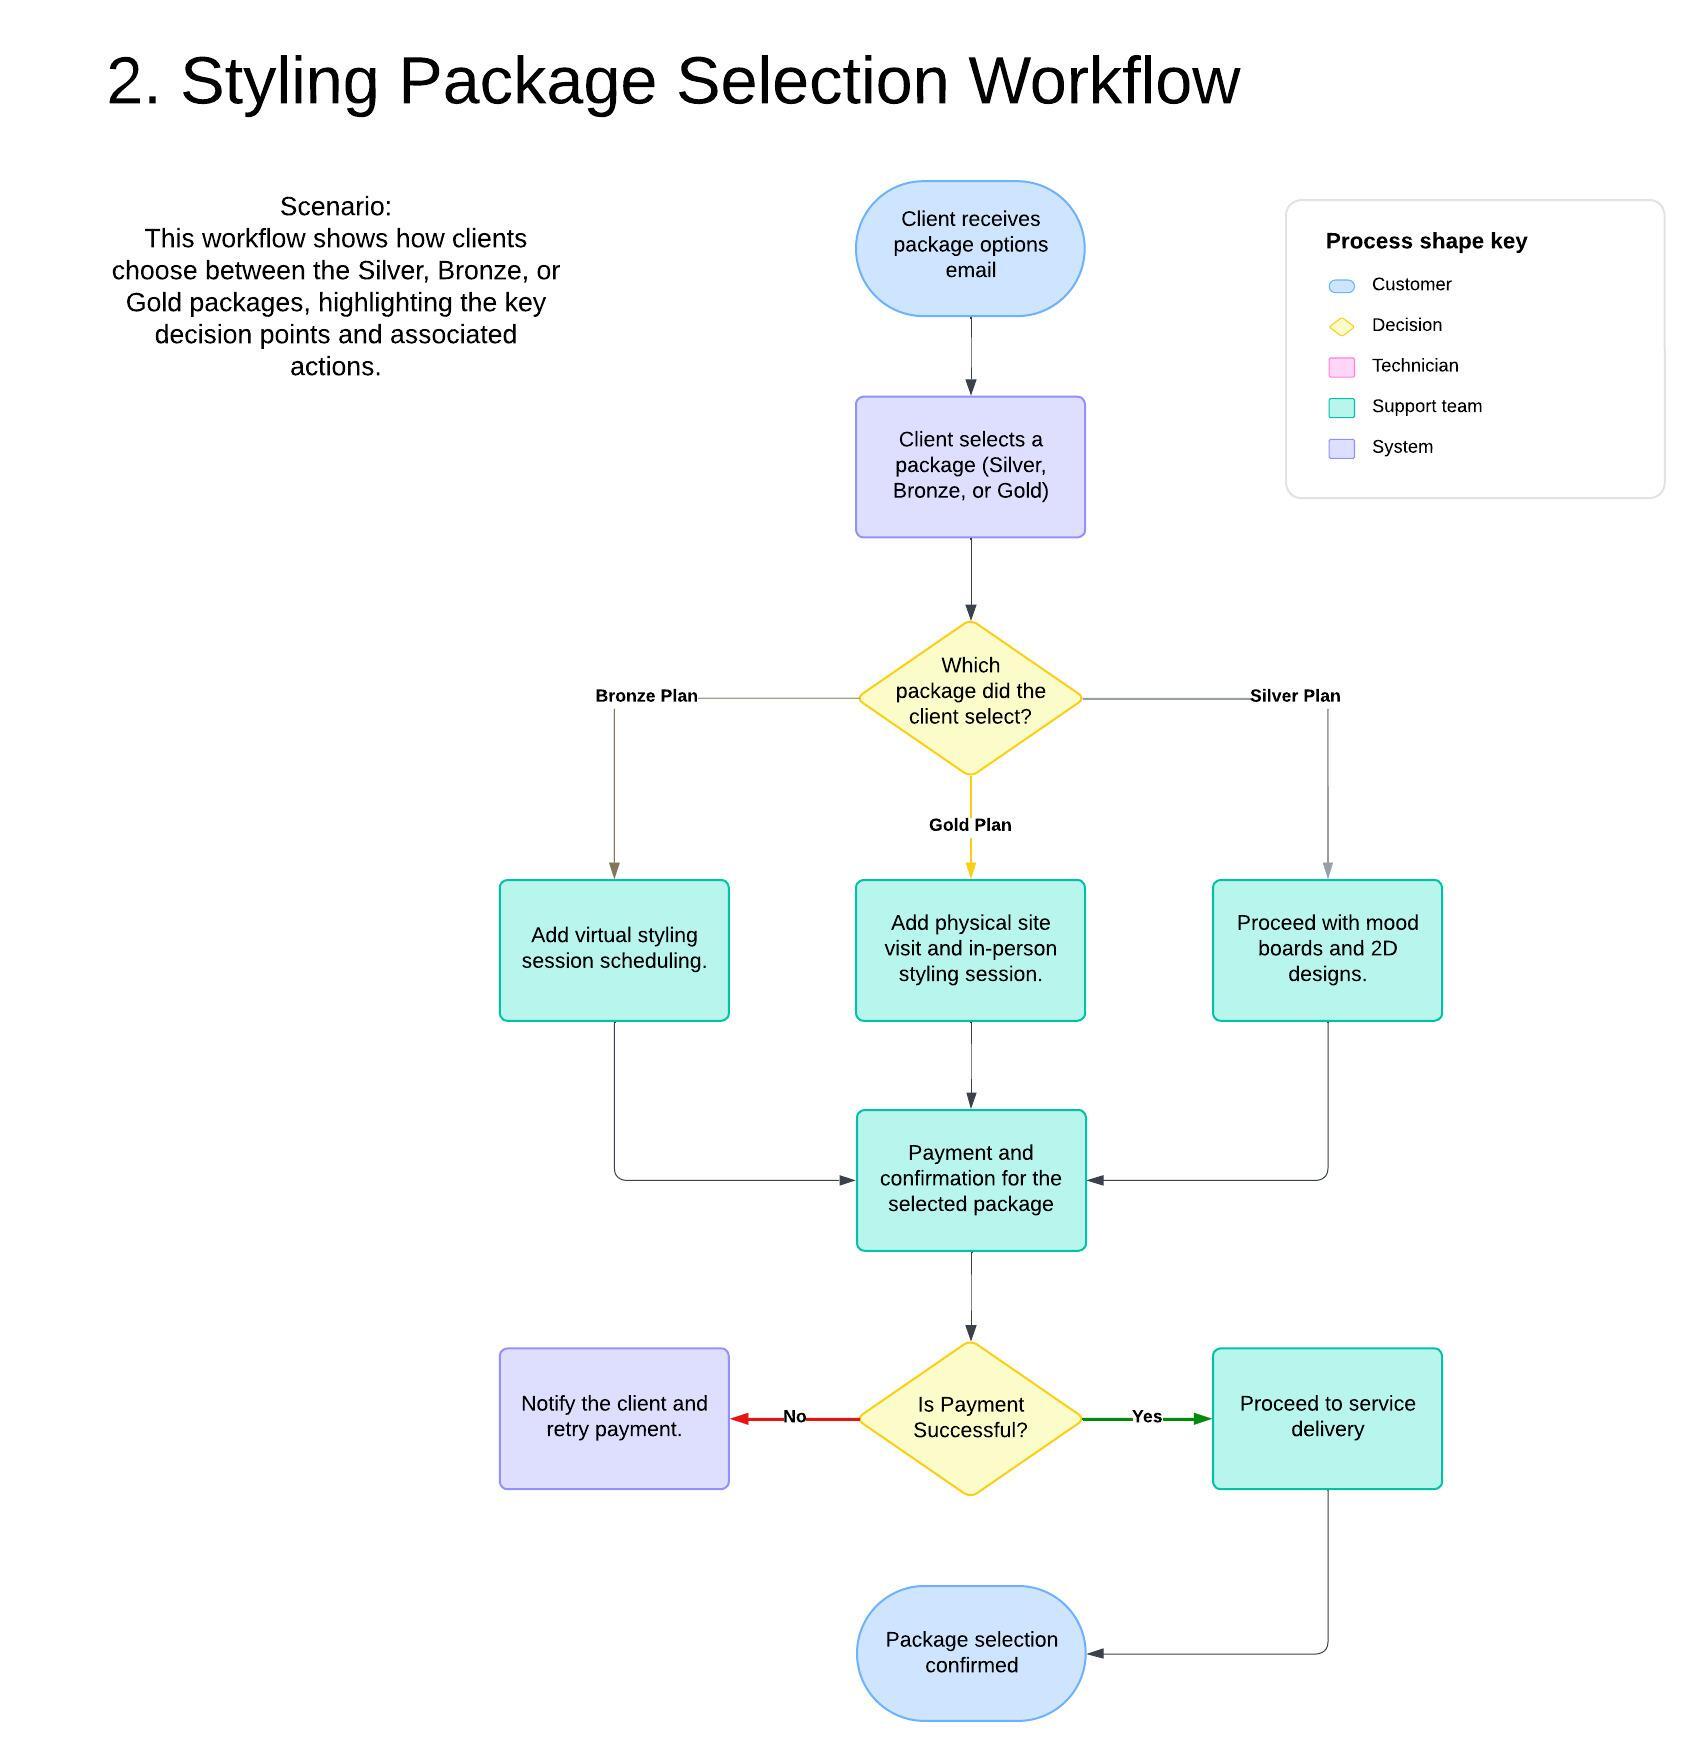 2. Styling Package Selection Workflow
Scenario:
This workflow shows how clients
choose between the Silver, Bronze, or
Gold packages, highlighting the key
decision points and associated
actions.
Client receives
package options
email
Process shape key
Customer
Decision
Technician
Support team
System
Client selects a
package (Silver,
Bronze, or Gold)
Which
package did the
client select?
Bronze Plan
Silver Plan
Gold Plan
Add virtual styling
session scheduling.
Add physical site
visit and in-person
styling session.
Proceed with mood
boards and 2D
designs.
Payment and
confirmation for the
selected package
Notify the client and
retry payment.
No
Is Payment
Successful?
Yes
Proceed to service
delivery
Package selection
confirmed